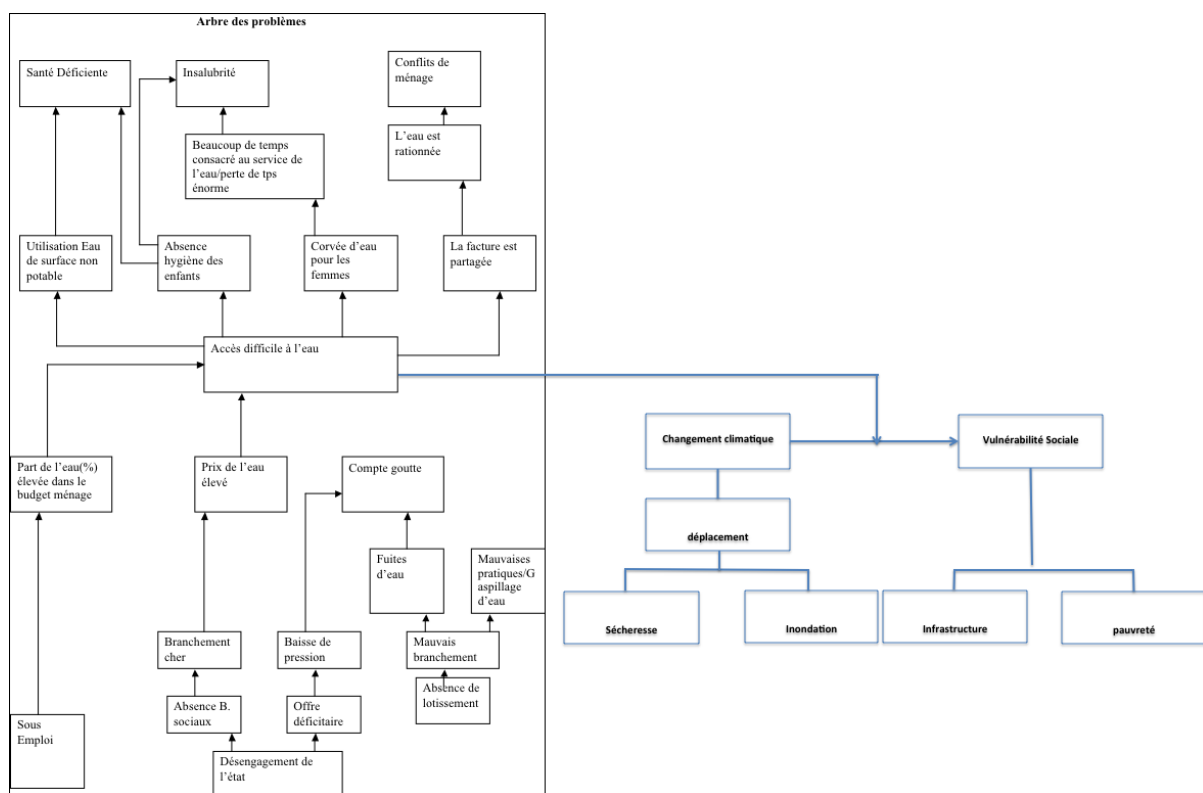 Arbre des problèmes
Santé Déficiente
Insalubrité
Conflits de
ménage
Beaucoup de temps
consacré au service de
l'eau/perte de tps
énorme
L'eau est
rationnée
Utilisation Eau
de surface non
potable
Absence
hygiène des
enfants
Corvée d'eau
pour les
femmes
La facture est
partagée
Accès difficile à l'eau
Changement climatique
Vulnérabilité Sociale
Part de l'eau(%)
élevée dans le
budget ménage
Prix de l'eau
élevé
Compte goutte
déplacement
Fuites
d'eau
Mauvaises
pratiques/G
aspillage
d'eau
Sécheresse
Inondation
Infrastructure
pauvreté
Branchement
cher
Baisse de
pression
Mauvais
branchement
Absence B.
sociaux
Offre
déficitaire
Absence de
lotissement
Sous
Emploi
Désengagement de
l'état